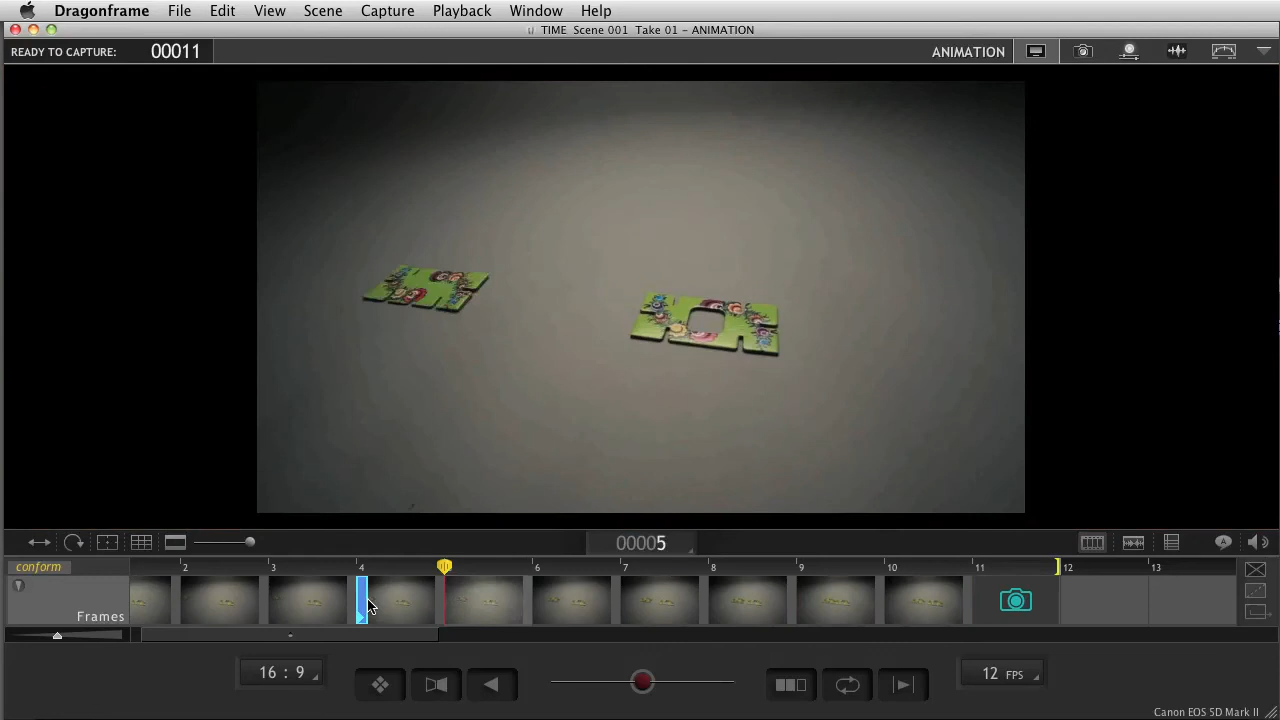 Dragonframe File Edit View Scene Capture Playback Window Help
TIME Scene 001 Take 01 – ANIMATION
READY TO CAPTURE: 00011 ANIMATION
00005
conform 2 3 4 6 7 8 9 10 11 12 13
Frames
16 : 9 12 FPS
Canon EOS 5D Mark II